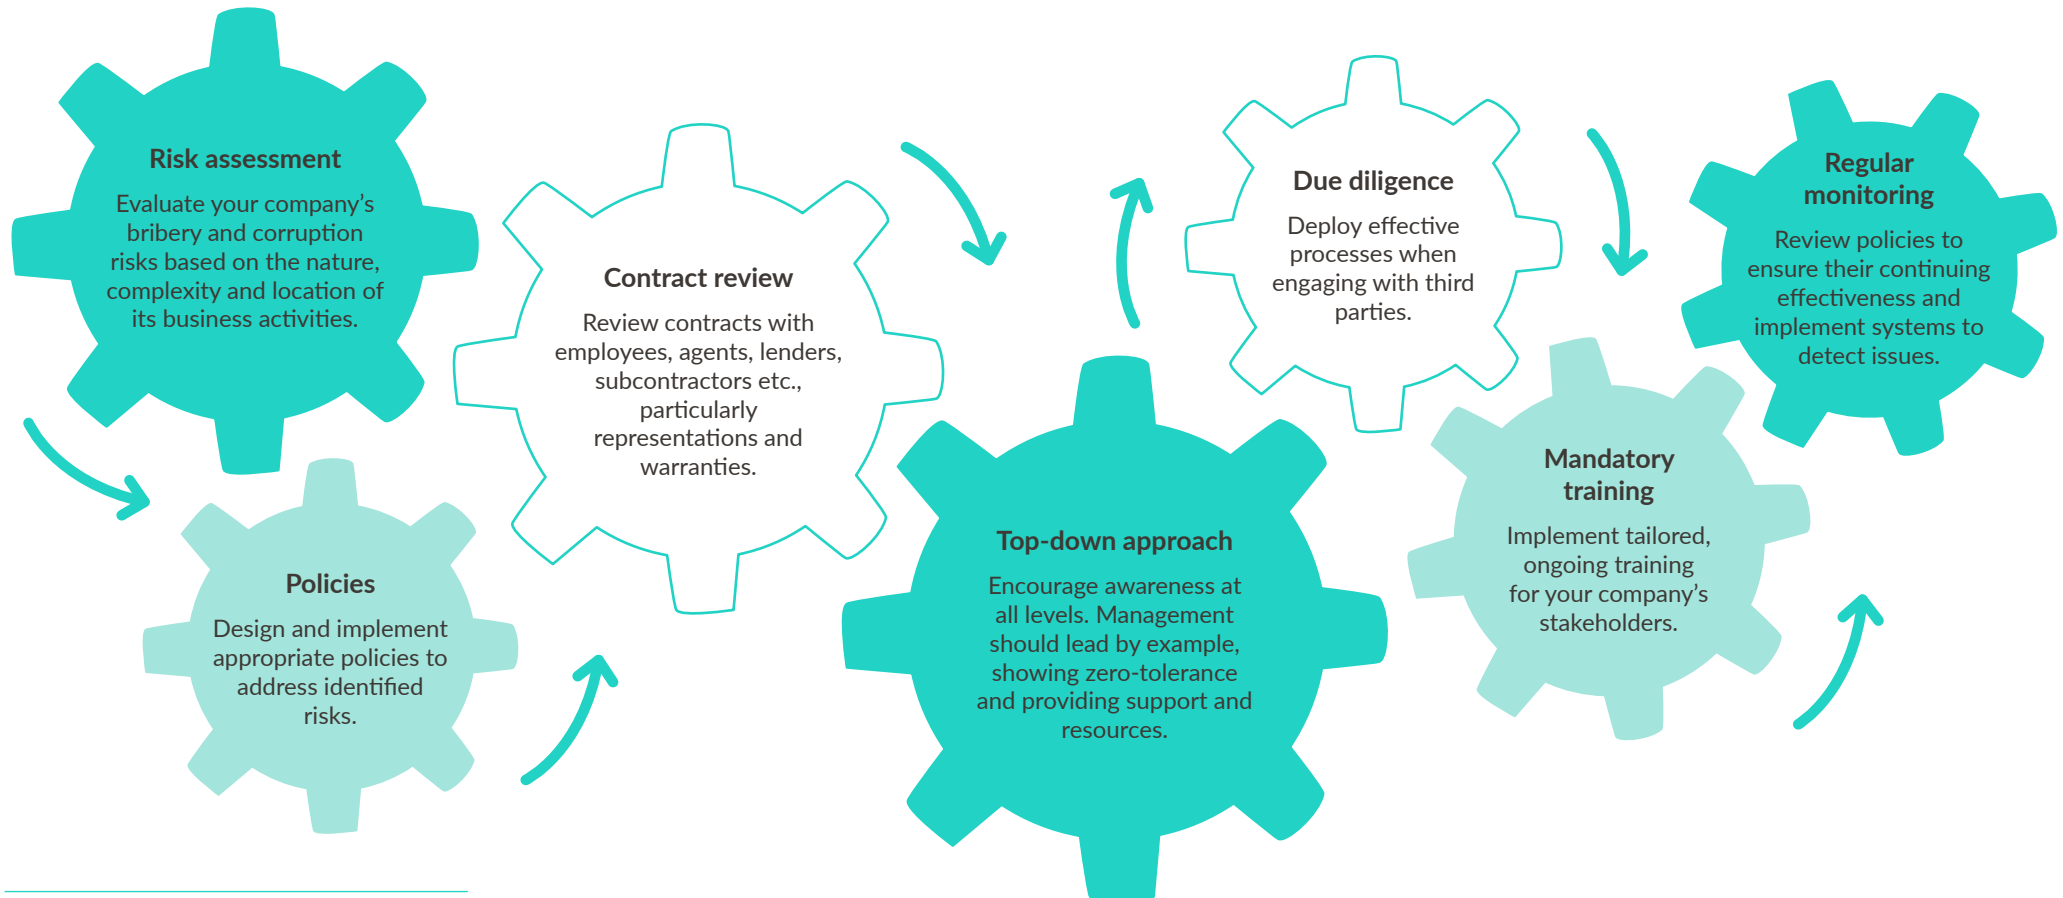 Risk assessment
Evaluate your company's
bribery and corruption
risks based on the nature,
complexity and location of
its business activities.
Policies
Design and implement
appropriate policies to
address identified
risks.
Contract review
Review contracts with
employees, agents, lenders,
subcontractors etc.,
particularly
representations and
warranties.
Top-down approach
Encourage awareness at
all levels. Management
should lead by example,
showing zero-tolerance
and providing support and
resources.
Due diligence
Deploy effective
processes when
engaging with third
parties.
Mandatory
training
Implement tailored,
ongoing training
for your company's
stakeholders.
Regular
monitoring
Review policies to
ensure their continuing
effectiveness and
implement systems to
detect issues.